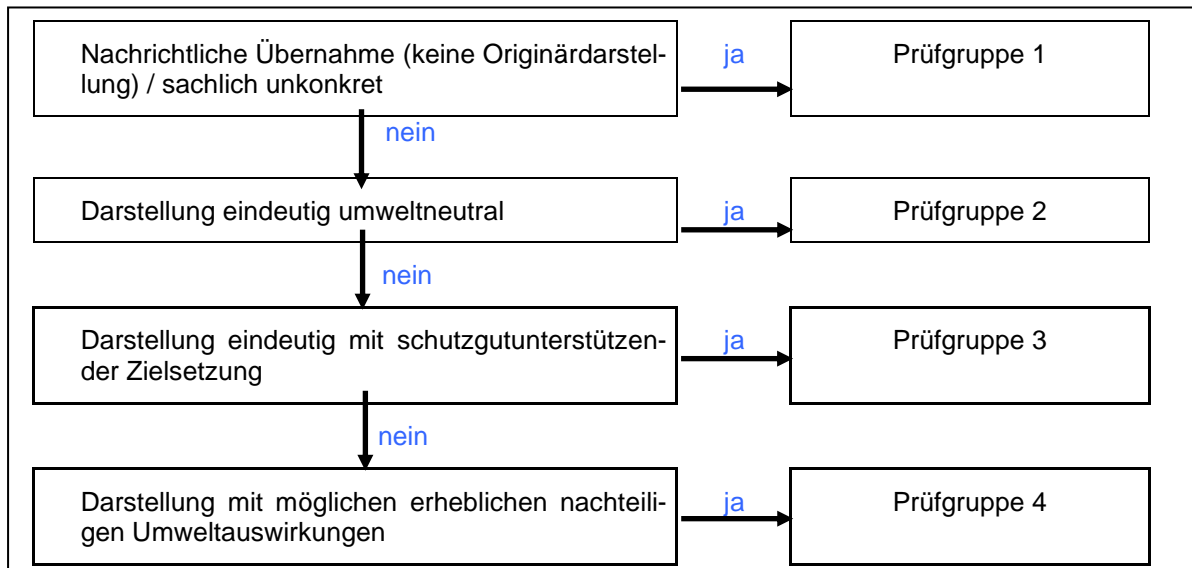 Nachrichtliche Übernahme (keine Originärdarstel-
lung) / sachlich unkonkret
ja
Prüfgruppe 1
nein
Darstellung eindeutig umweltneutral
ja
Prüfgruppe 2
nein
Darstellung eindeutig mit schutzgutunterstützen-
der Zielsetzung
ja
Prüfgruppe 3
nein
Darstellung mit möglichen erheblichen nachteili-
gen Umweltauswirkungen
ja
Prüfgruppe 4